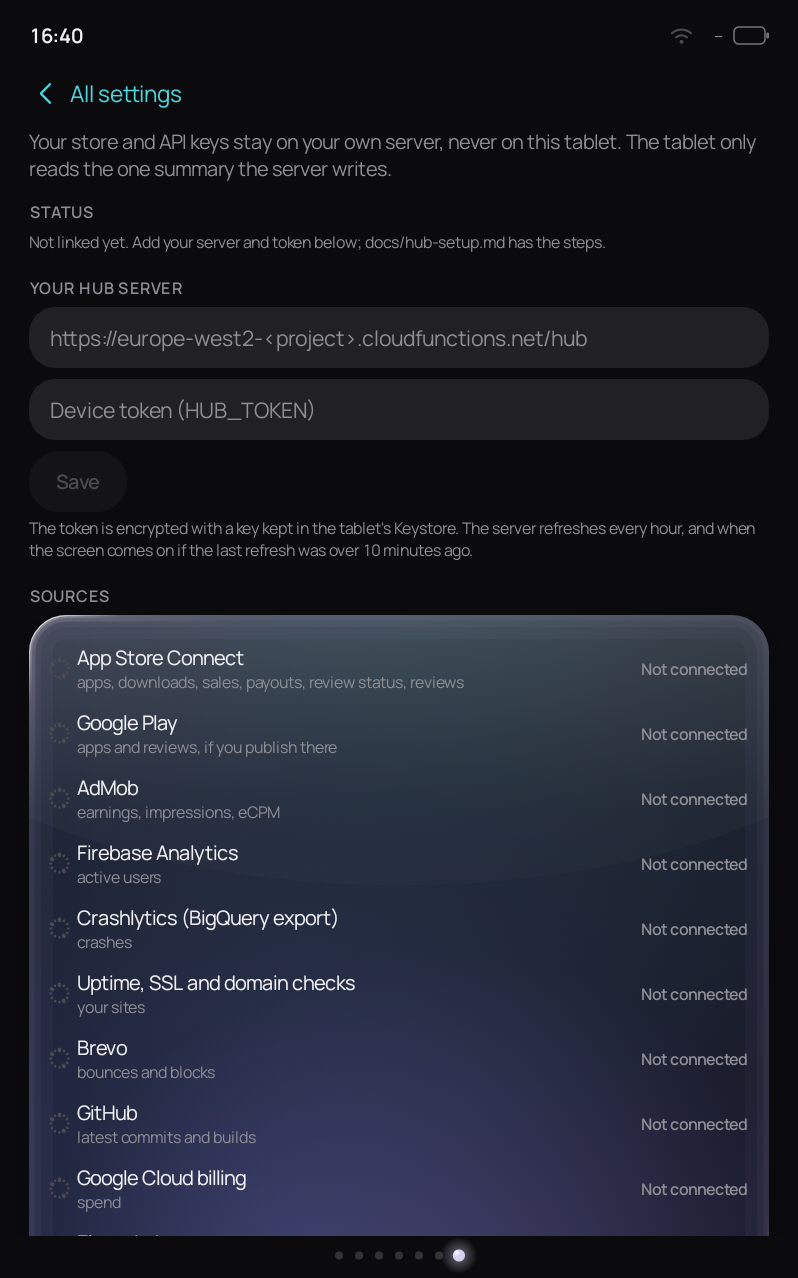 16:40
–
All settings
Your store and API keys stay on your own server, never on this tablet. The tablet only
reads the one summary the server writes.
STATUS
Not linked yet. Add your server and token below; docs/hub-setup.md has the steps.
YOUR HUB SERVER
https://europe-west2-<project>.cloudfunctions.net/hub
Device token (HUB_TOKEN)
Save
The token is encrypted with a key kept in the tablet's Keystore. The server refreshes every hour, and when
the screen comes on if the last refresh was over 10 minutes ago.
SOURCES
App Store Connect
apps, downloads, sales, payouts, review status, reviews
Not connected
Google Play
apps and reviews, if you publish there
Not connected
AdMob
earnings, impressions, eCPM
Not connected
Firebase Analytics
active users
Not connected
Crashlytics (BigQuery export)
crashes
Not connected
Uptime, SSL and domain checks
your sites
Not connected
Brevo
bounces and blocks
Not connected
GitHub
latest commits and builds
Not connected
Google Cloud billing
spend
Not connected